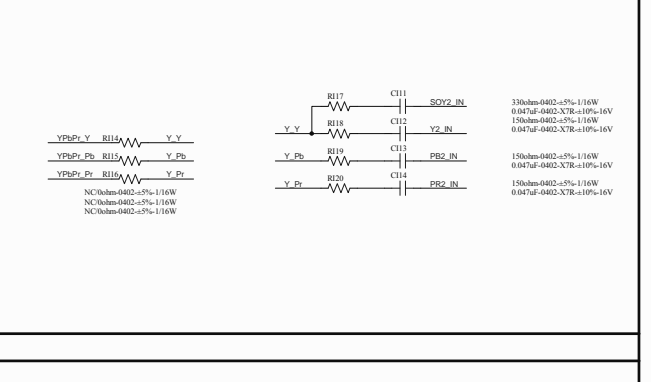 YPbPr_Y RI14 Y_Y
YPbPr_Pb RI15 Y_Pb
YPbPr_Pr RI16 Y_Pr
NC/0ohm-0402-±5%-1/16W
NC/0ohm-0402-±5%-1/16W
NC/0ohm-0402-±5%-1/16W
RI17 CI11 SOY2_IN
Y_Y RI18 CI12 Y2_IN
Y_Pb RI19 CI13 PB2_IN
Y_Pr RI20 CI14 PR2_IN
330ohm-0402-±5%-1/16W
0.047uF-0402-X7R-±10%-16V
150ohm-0402-±5%-1/16W
0.047uF-0402-X7R-±10%-16V
150ohm-0402-±5%-1/16W
0.047uF-0402-X7R-±10%-16V
150ohm-0402-±5%-1/16W
0.047uF-0402-X7R-±10%-16V